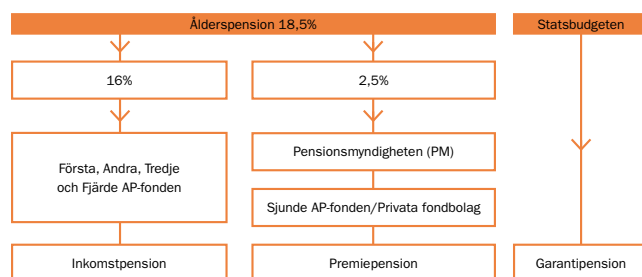 Ålderspension 18,5%
Statsbudgeten
16%
2,5%
Första, Andra, Tredje
och Fjärde AP-fonden
Pensionsmyndigheten (PM)
Sjunde AP-fonden/Privata fondbolag
Inkomstpension
Premiepension
Garantipension